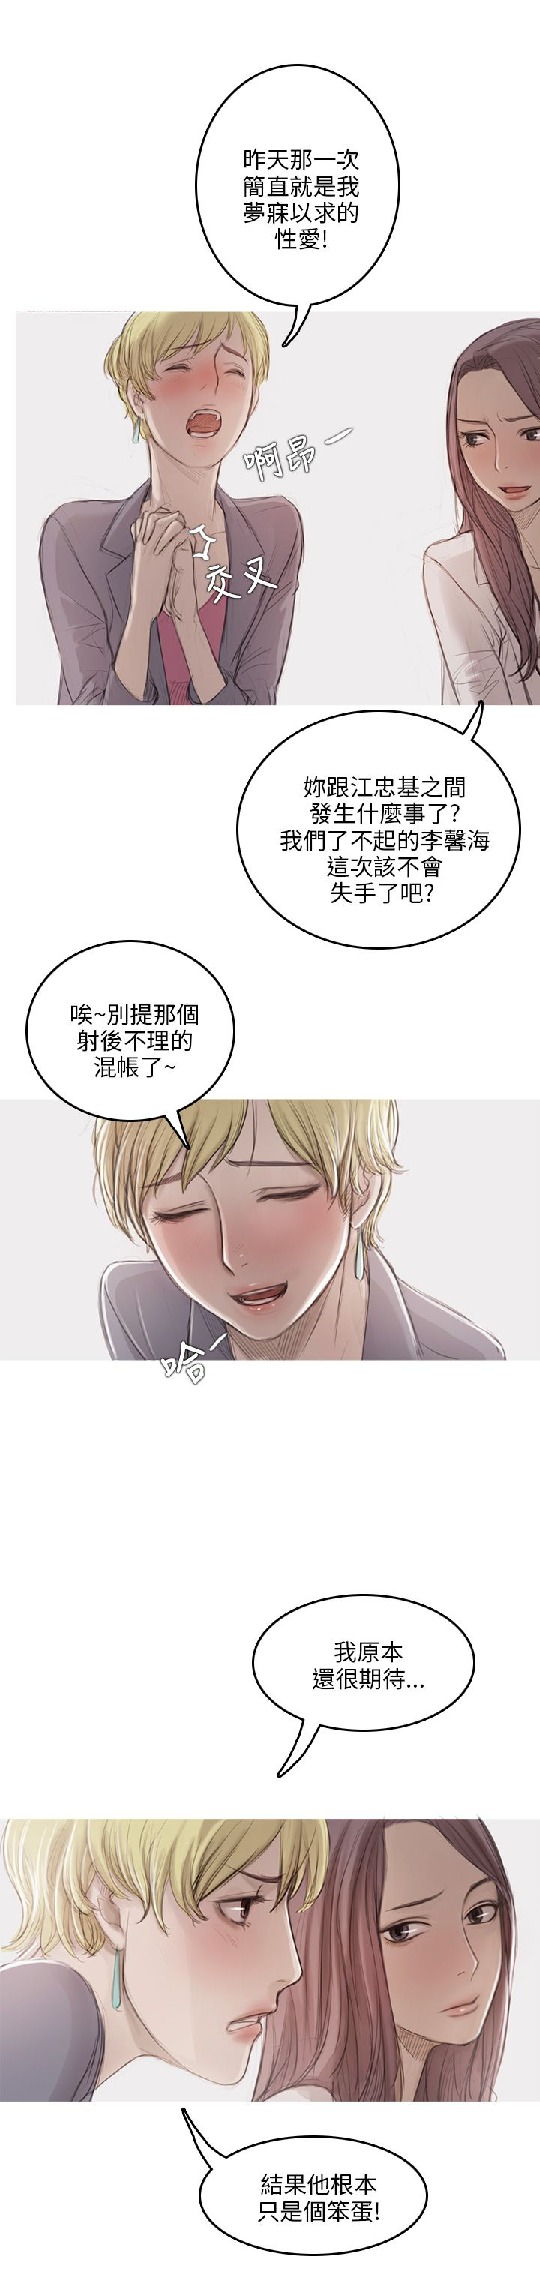 昨天那一次
簡直就是我
夢寐以求的
性愛!
啊昂一
交叉
妳跟江忠基之間
發生什麼事了?
我們了不起的李馨海
這次該不會
失手了吧?
唉~別提那個
射後不理的
混帳了~
哈
我原本
還很期待...
結果他根本
只是個笨蛋!